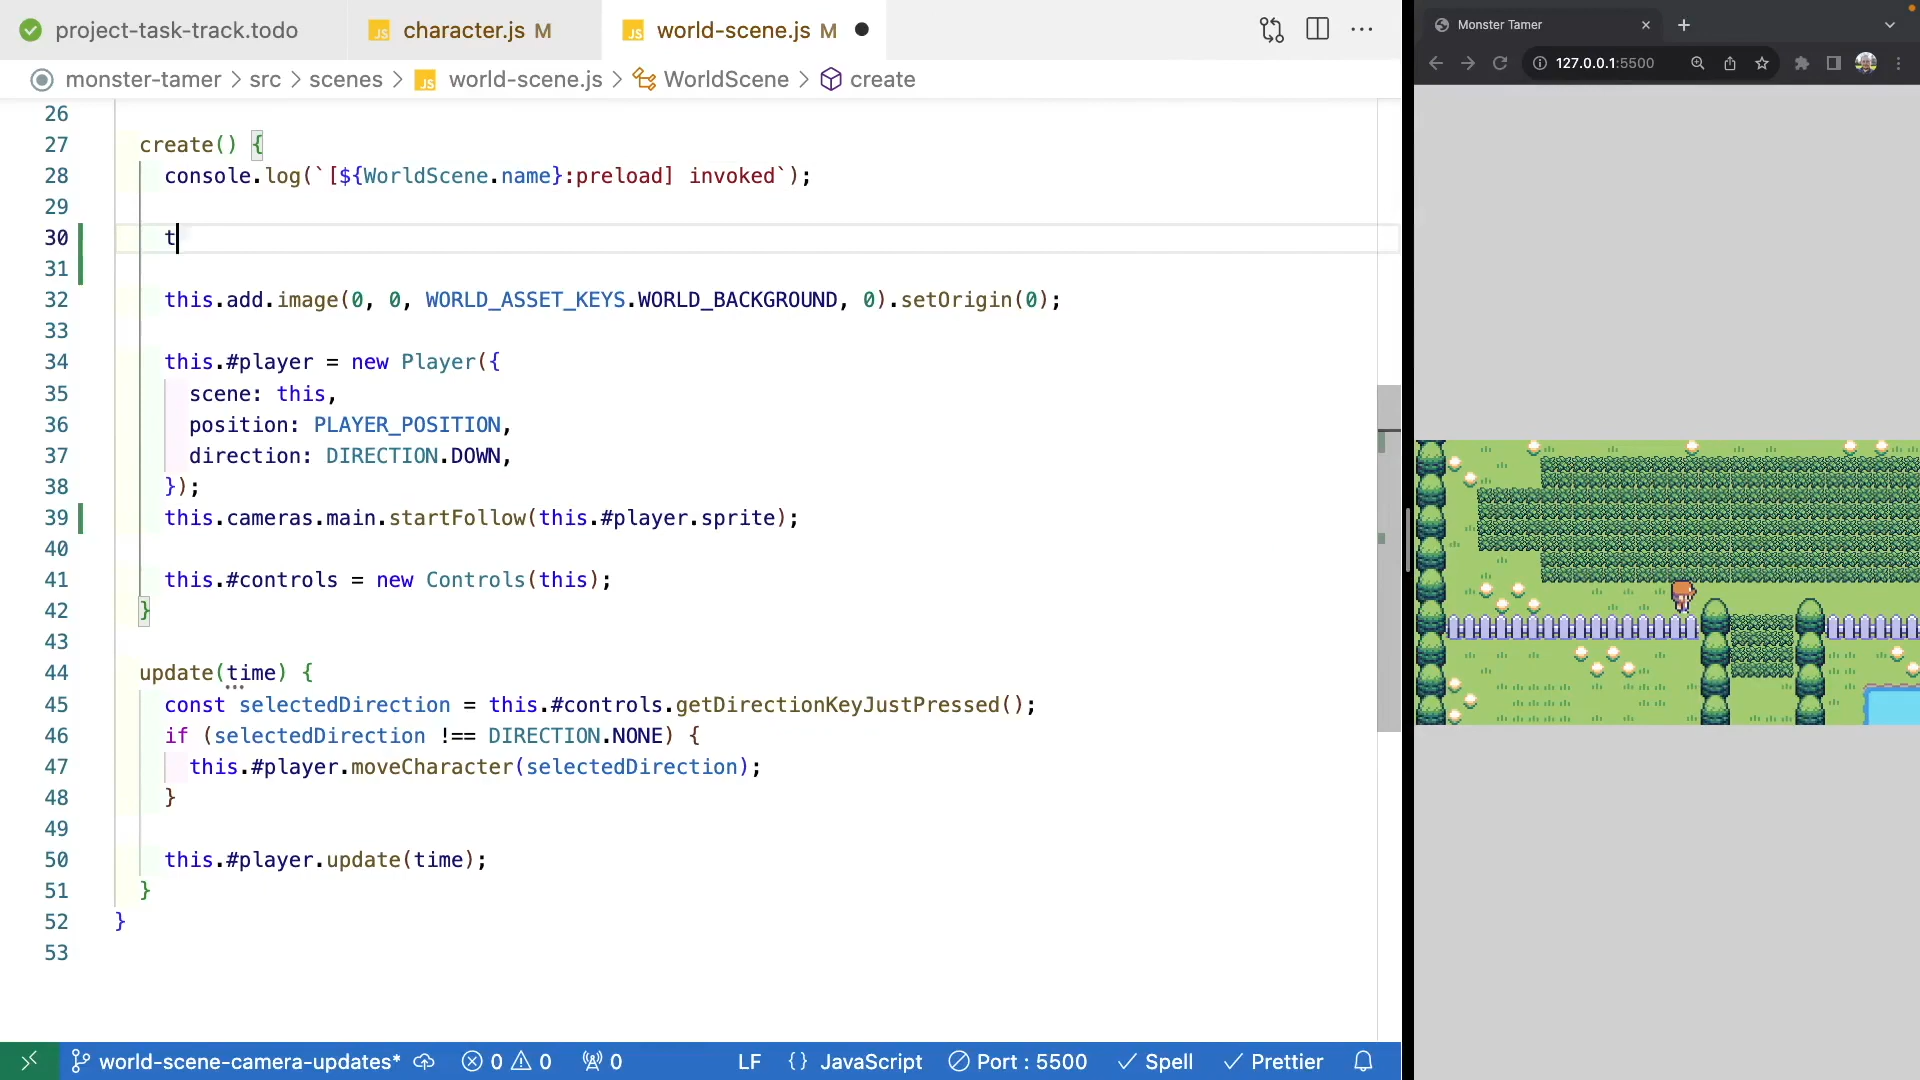 project-task-track.todo
JS character.js M
JS world-scene.js M
monster-tamer > src > scenes > JS world-scene.js > WorldScene > create
26
27 create() {
28 console.log(`[${WorldScene.name}:preload] invoked`);
29
30 t
31
32 this.add.image(0, 0, WORLD_ASSET_KEYS.WORLD_BACKGROUND, 0).setOrigin(0);
33
34 this.#player = new Player({
35 scene: this,
36 position: PLAYER_POSITION,
37 direction: DIRECTION.DOWN,
38 });
39 this.cameras.main.startFollow(this.#player.sprite);
40
41 this.#controls = new Controls(this);
42 }
43
44 update(time) {
45 const selectedDirection = this.#controls.getDirectionKeyJustPressed();
46 if (selectedDirection !== DIRECTION.NONE) {
47 this.#player.moveCharacter(selectedDirection);
48 }
49
50 this.#player.update(time);
51 }
52 }
53
world-scene-camera-updates* 0 0 0 LF {} JavaScript Port : 5500 Spell Prettier
Monster Tamer
127.0.0.1:5500